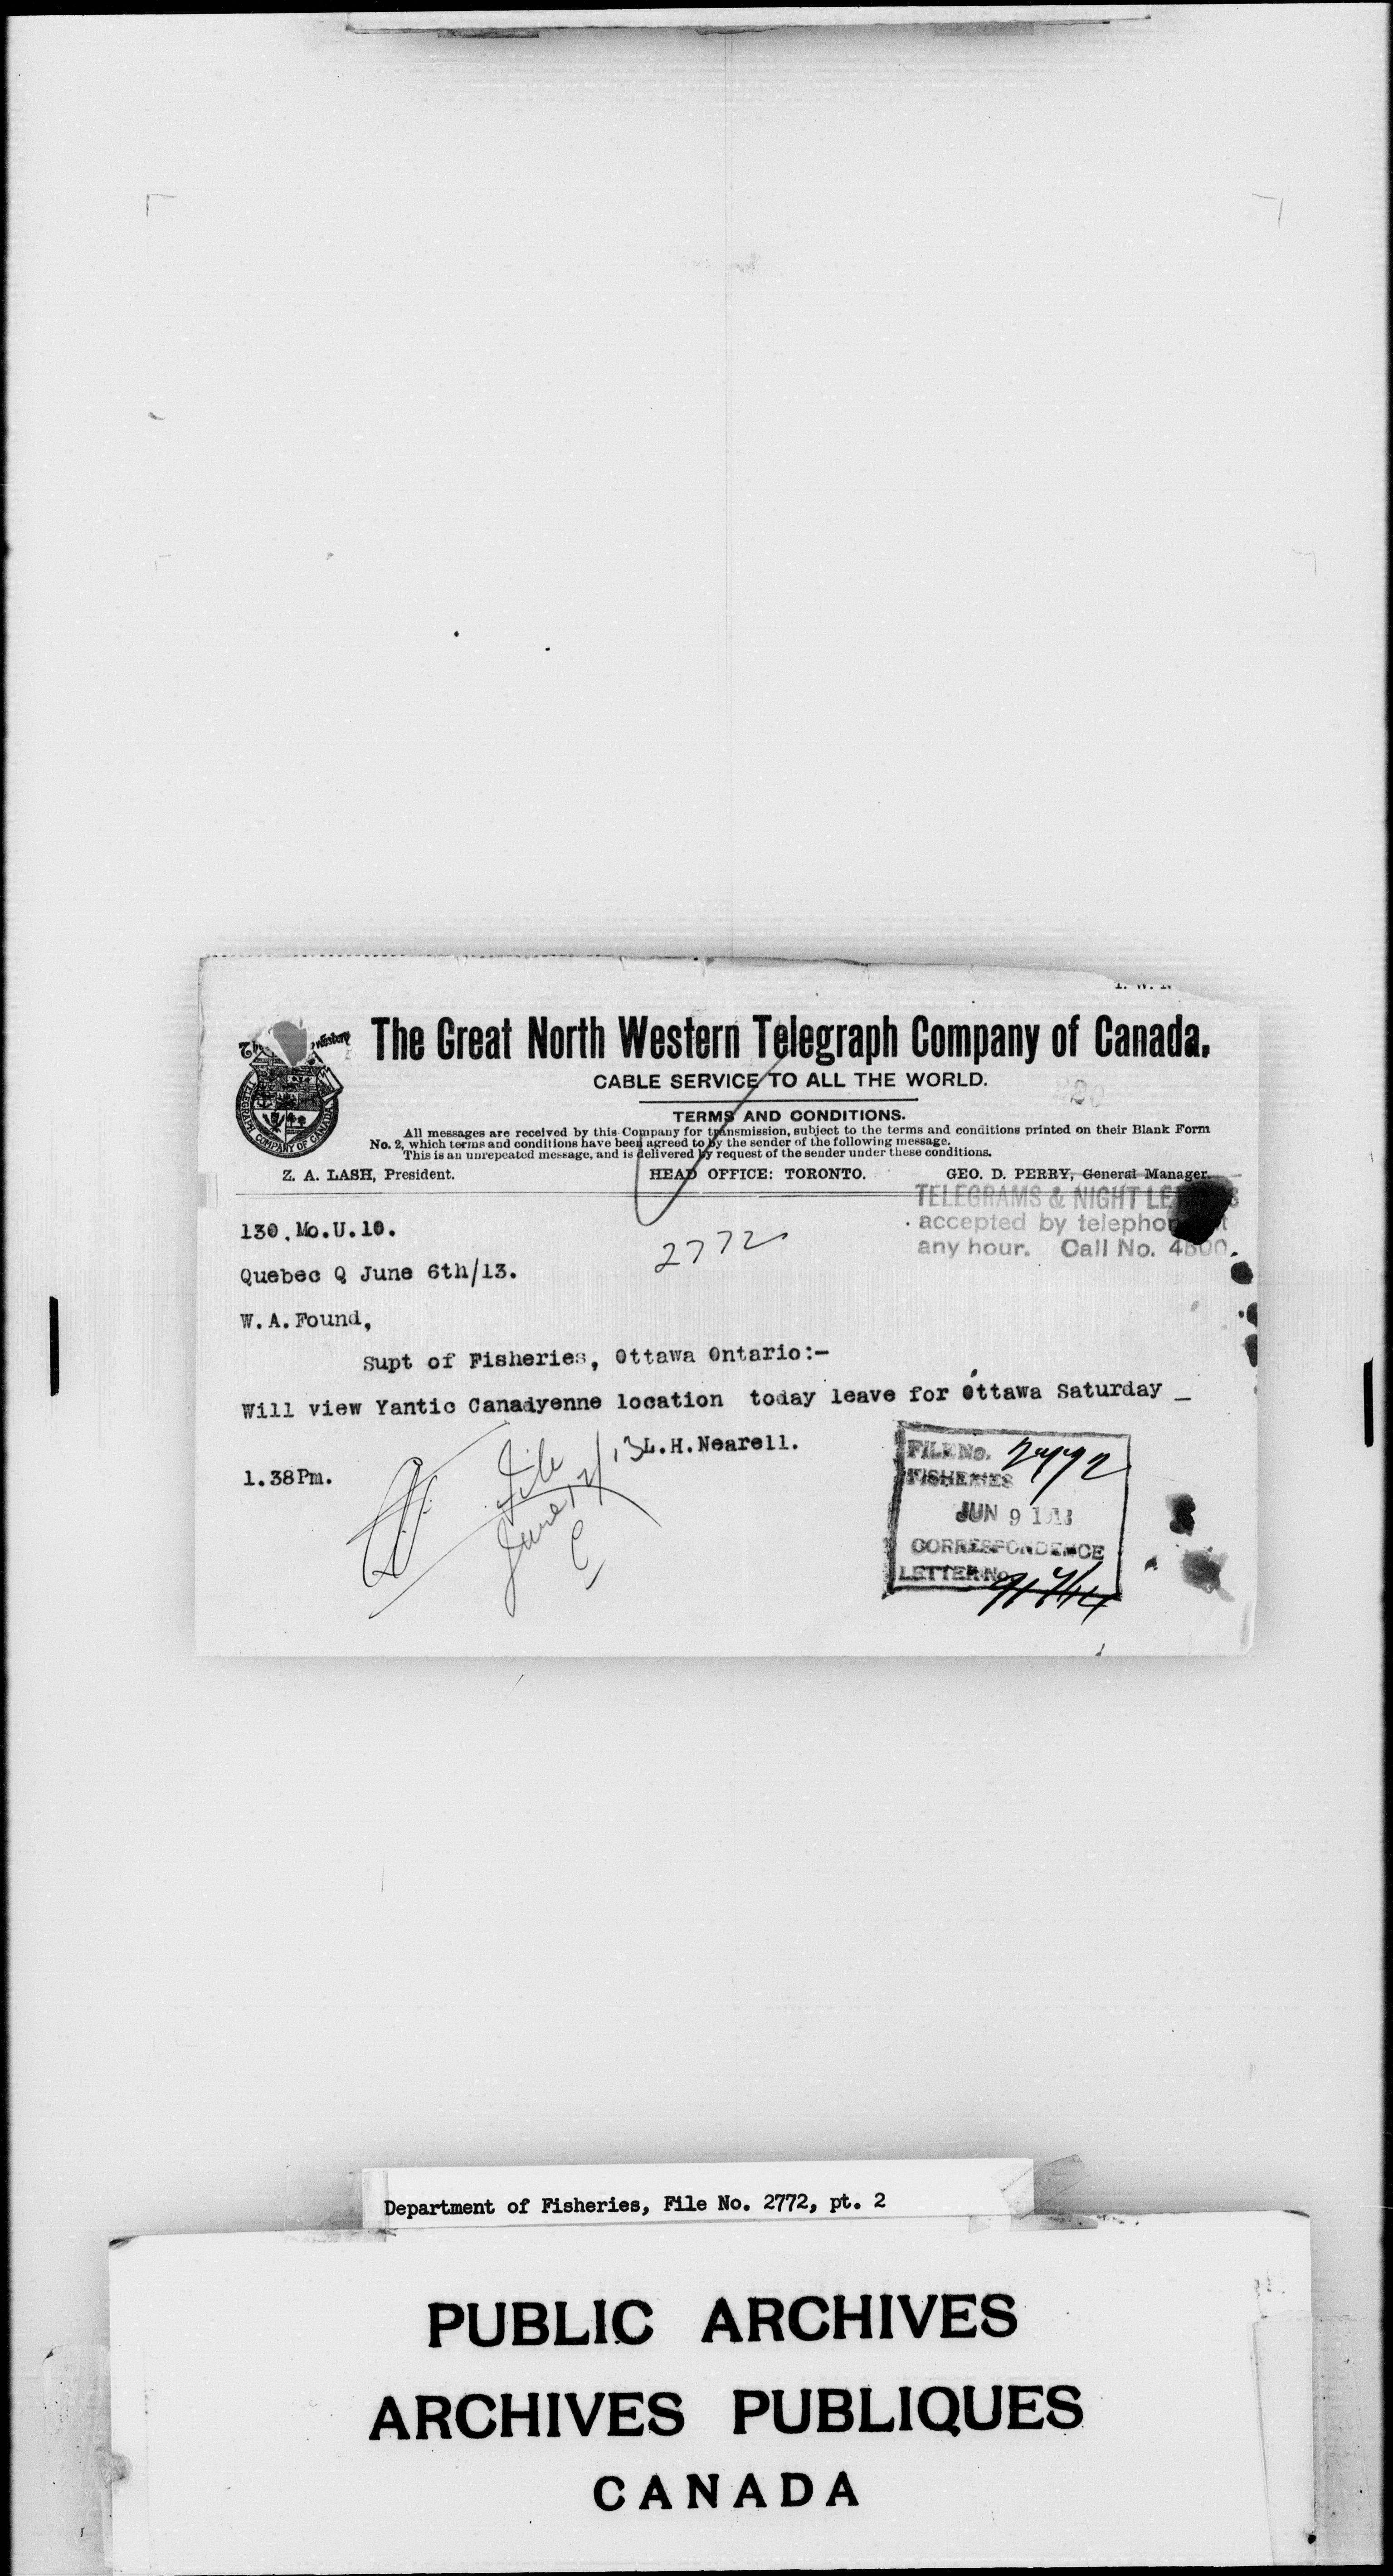 The Great North Western Telegraph Company of Canada.
CABLE SERVICE TO ALL THE WORLD.
220
TERMS AND CONDITIONS.
All messages are received by this Company for transmission, subject to the terms and conditions printed on their Blank Form
No. 2, which terms and conditions have been agreed to by the sender of the following message.
This is an unrepeated message, and is delivered by request of the sender under these conditions.
Z. A. LASH, President. HEAD OFFICE: TORONTO. GEO. D. PERRY, General Manager.
TELEGRAPH COMPANY OF CANADA
TELEGRAMS & NIGHT
accepted by telephon
any hour. Call No. 4500.
130.Mo.U.10.
2772
Quebec Q June 6th/13.
W.A.Found,
Supt of Fisheries, Ottawa Ontario:-
Will view Yantic Canadyenne location today leave for Ottawa Saturday _
L.H.Nearell.
1.38Pm.
File
June
FILE No. 2772
FISHERIES
JUN 9 1913
CORRESPONDENCE
LETTER No.
Department of Fisheries, File No. 2772, pt. 2
PUBLIC ARCHIVES
ARCHIVES PUBLIQUES
CANADA